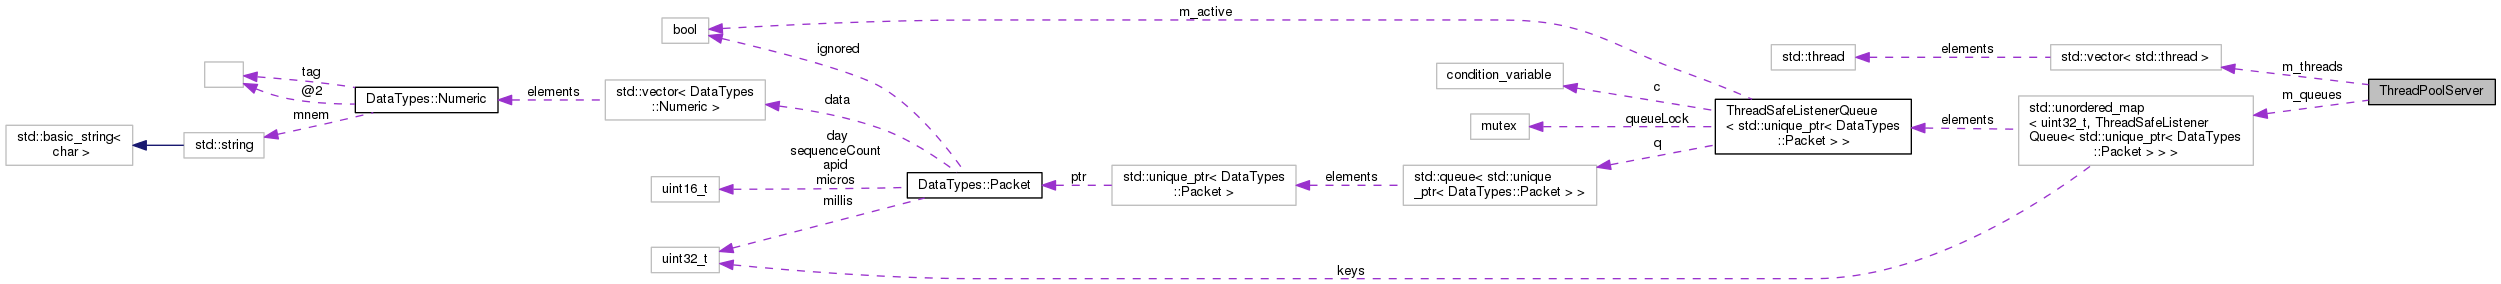 m_active
bool
ignored
elements
std::thread
std::vector< std::thread >
m_threads
tag
condition_variable
c
ThreadPoolServer
@2
DataTypes::Numeric
elements
std::vector< DataTypes
::Numeric >
data
m_queues
mnem
std::basic_string<
char >
std::string
mutex
queueLock
ThreadSafeListenerQueue
< std::unique_ptr< DataTypes
::Packet > >
elements
std::unordered_map
< uint32_t, ThreadSafeListener
Queue< std::unique_ptr< DataTypes
::Packet > > >
day
sequenceCount
apid
micros
q
uint16_t
DataTypes::Packet
ptr
std::unique_ptr< DataTypes
::Packet >
elements
std::queue< std::unique
_ptr< DataTypes::Packet > >
millis
uint32_t
keys